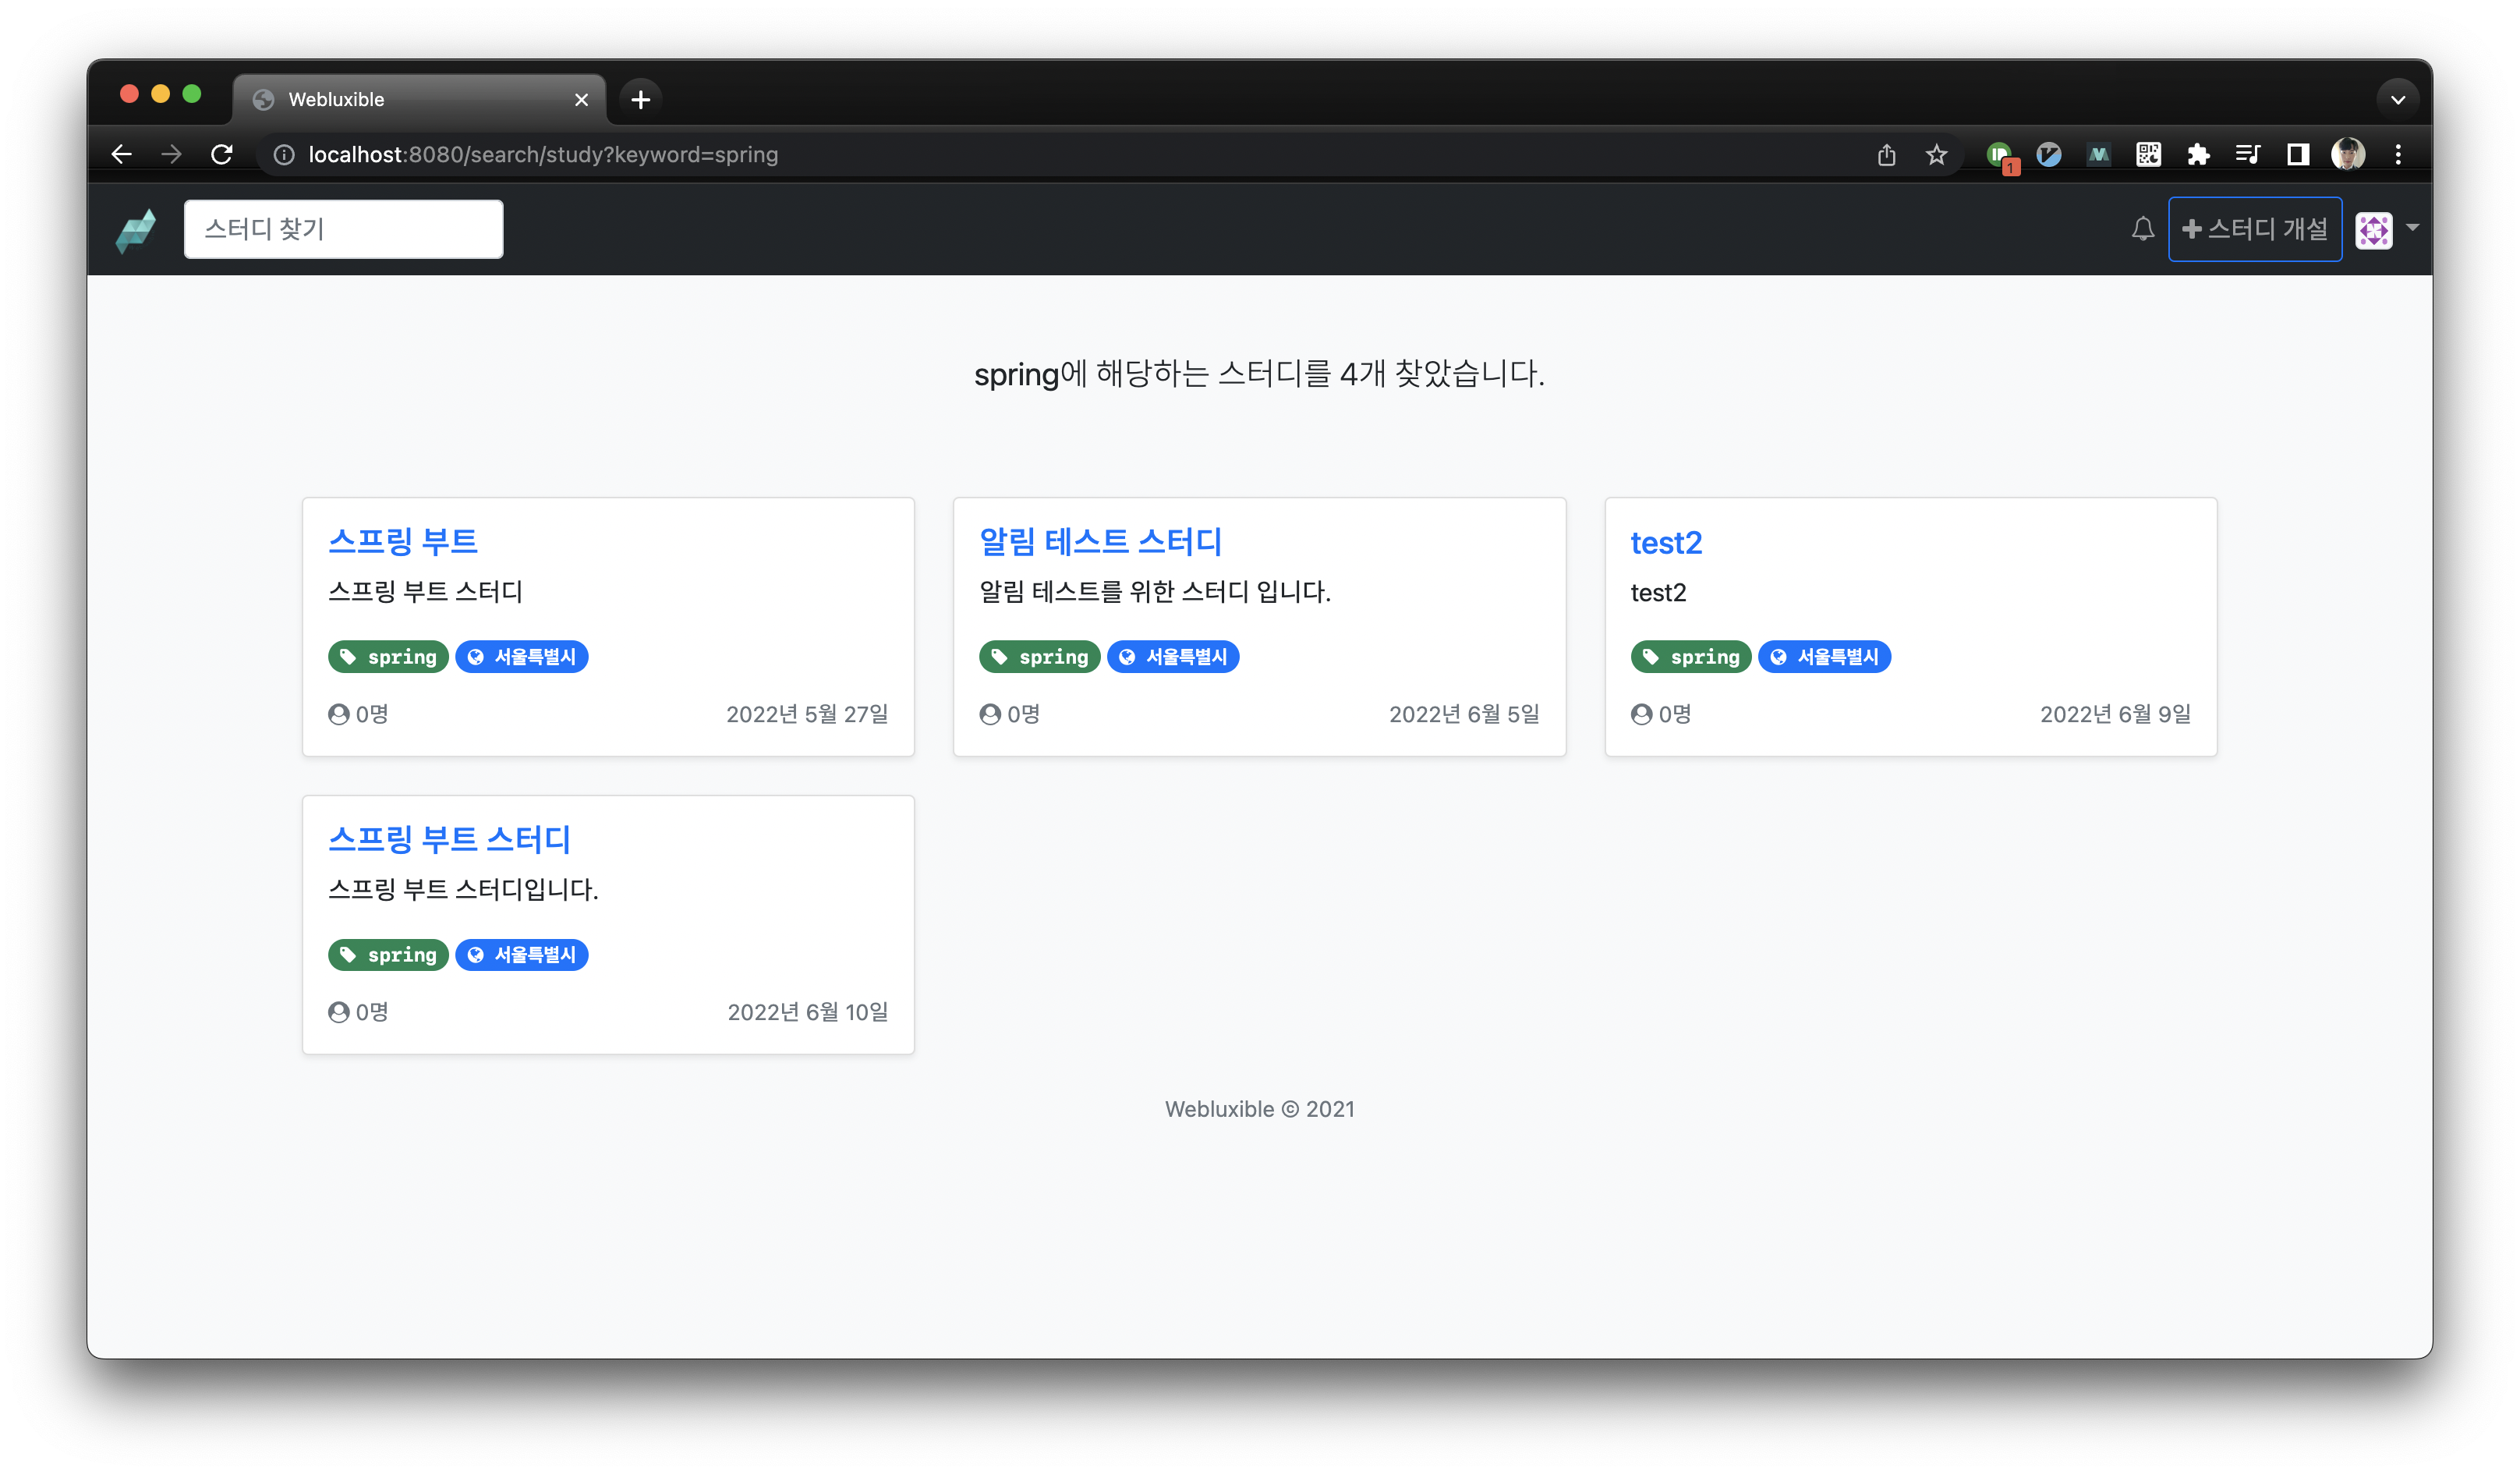 Webluxible
localhost:8080/search/study?keyword=spring
1
스터디 찾기
스터디 개설
spring에 해당하는 스터디를 4개 찾았습니다.
스프링 부트
스프링 부트 스터디
spring 서울특별시
0명 2022년 5월 27일
알림 테스트 스터디
알림 테스트를 위한 스터디 입니다.
spring 서울특별시
0명 2022년 6월 5일
test2
test2
spring 서울특별시
0명 2022년 6월 9일
스프링 부트 스터디
스프링 부트 스터디입니다.
spring 서울특별시
0명 2022년 6월 10일
Webluxible © 2021